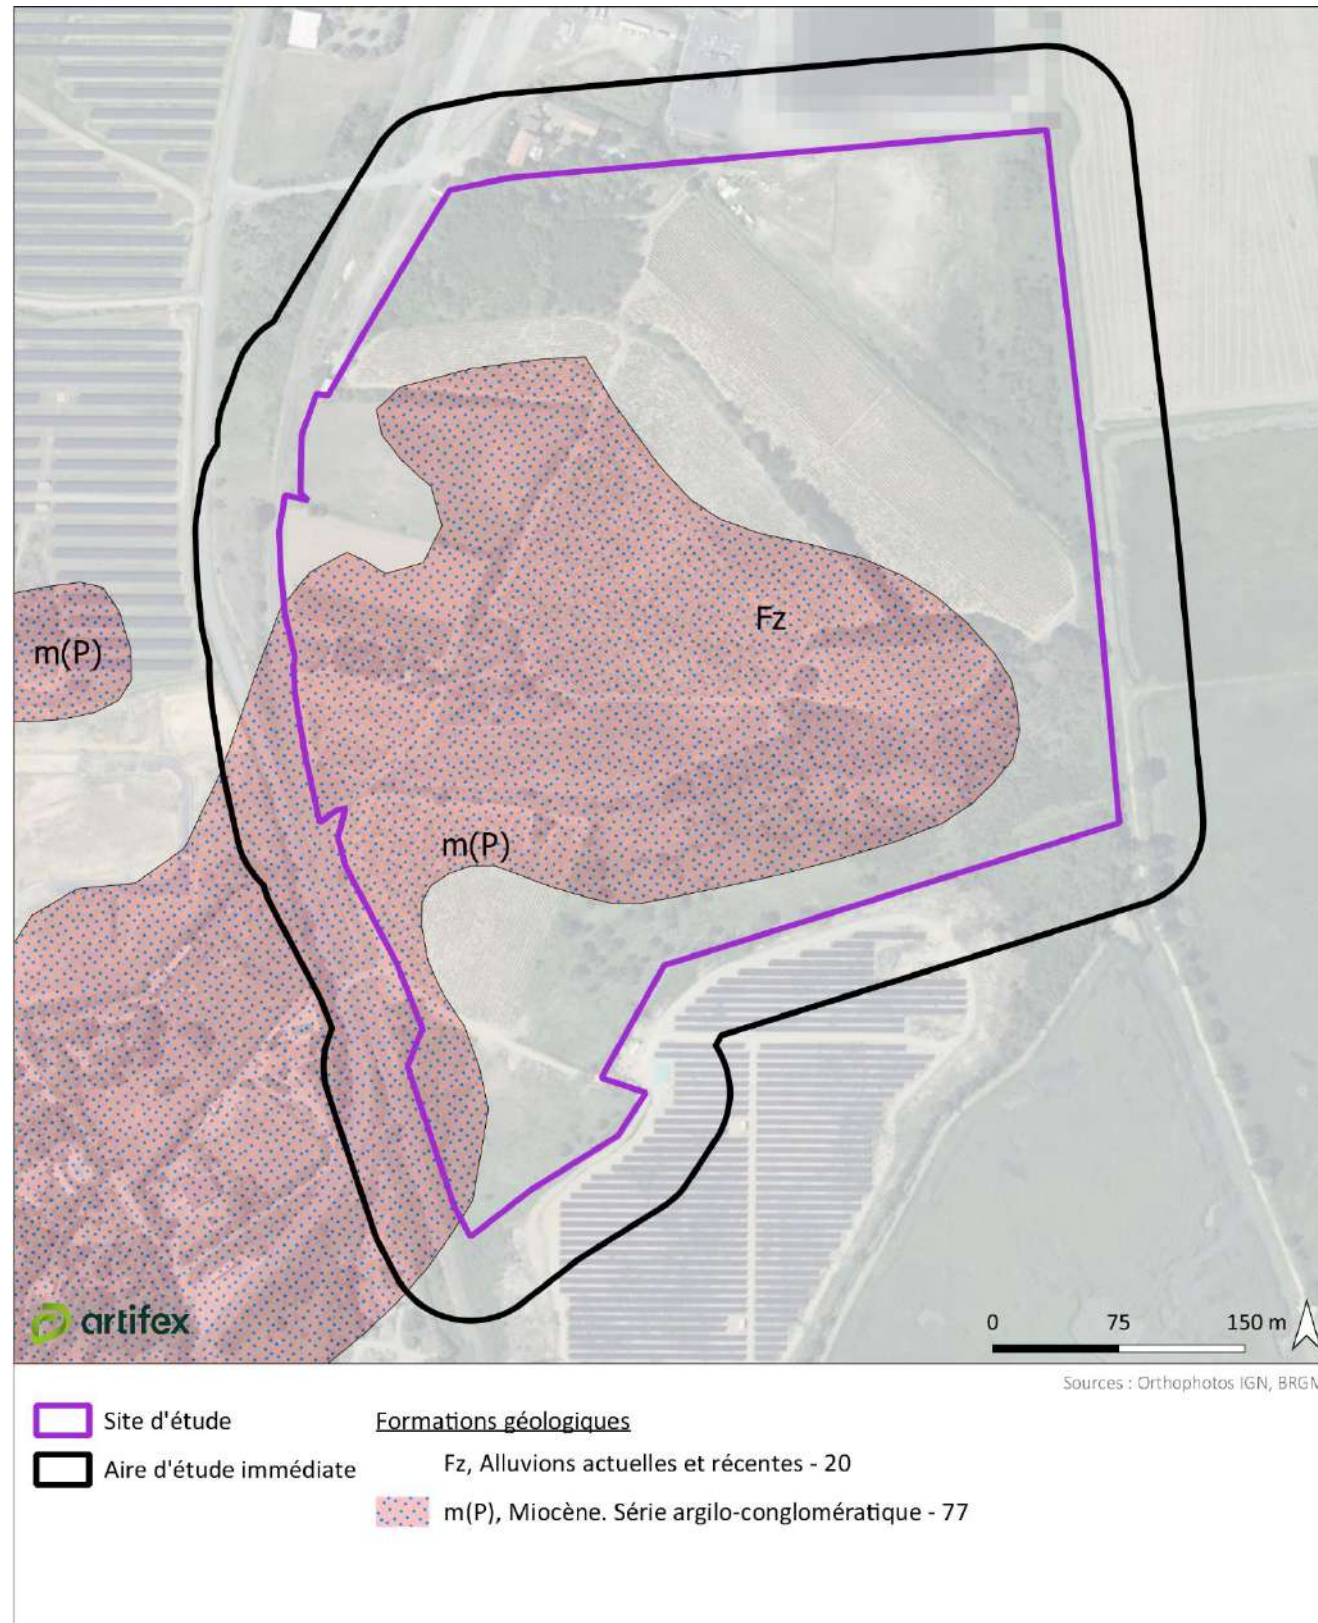 Fz
m(P)
m(P)
artifex
0 75 150 m
Sources : Orthophotos IGN, BRGM
Site d'étude
Aire d'étude immédiate
Formations géologiques
Fz, Alluvions actuelles et récentes - 20
m(P), Miocène. Série argilo-conglomératique - 77